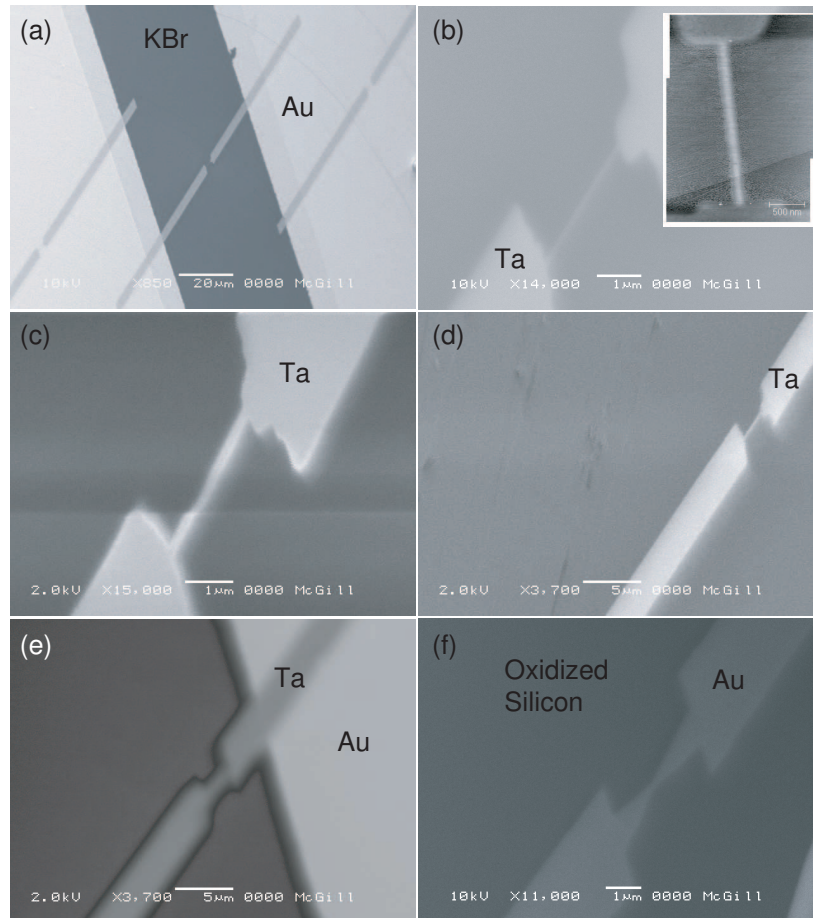 (a)
KBr
Au
10kV X850 20µm 0000 McGill
(b)
500 nm
Ta
10kV X14,000 1µm 0000 McGill
(c)
Ta
2.0kV X15,000 1µm 0000 McGill
(d)
Ta
2.0kV X3,700 5µm 0000 McGill
(e)
Ta
Au
2.0kV X3,700 5µm 0000 McGill
(f)
Oxidized
Silicon
Au
10kV X11,000 1µm 0000 McGill